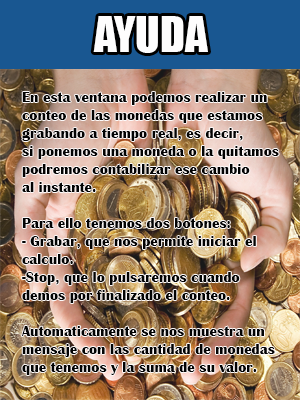 AYUDA
En esta ventana podemos realizar un
conteo de las monedas que estamos
grabando a tiempo real, es decir,
si ponemos una moneda o la quitamos
podremos contabilizar ese cambio
al instante.
Para ello tenemos dos botones:
- Grabar, que nos permite iniciar el
calculo.
-Stop, que lo pulsaremos cuando
demos por finalizado el conteo.
Automaticamente se nos muestra un
mensaje con las cantidad de monedas
que tenemos y la suma de su valor.